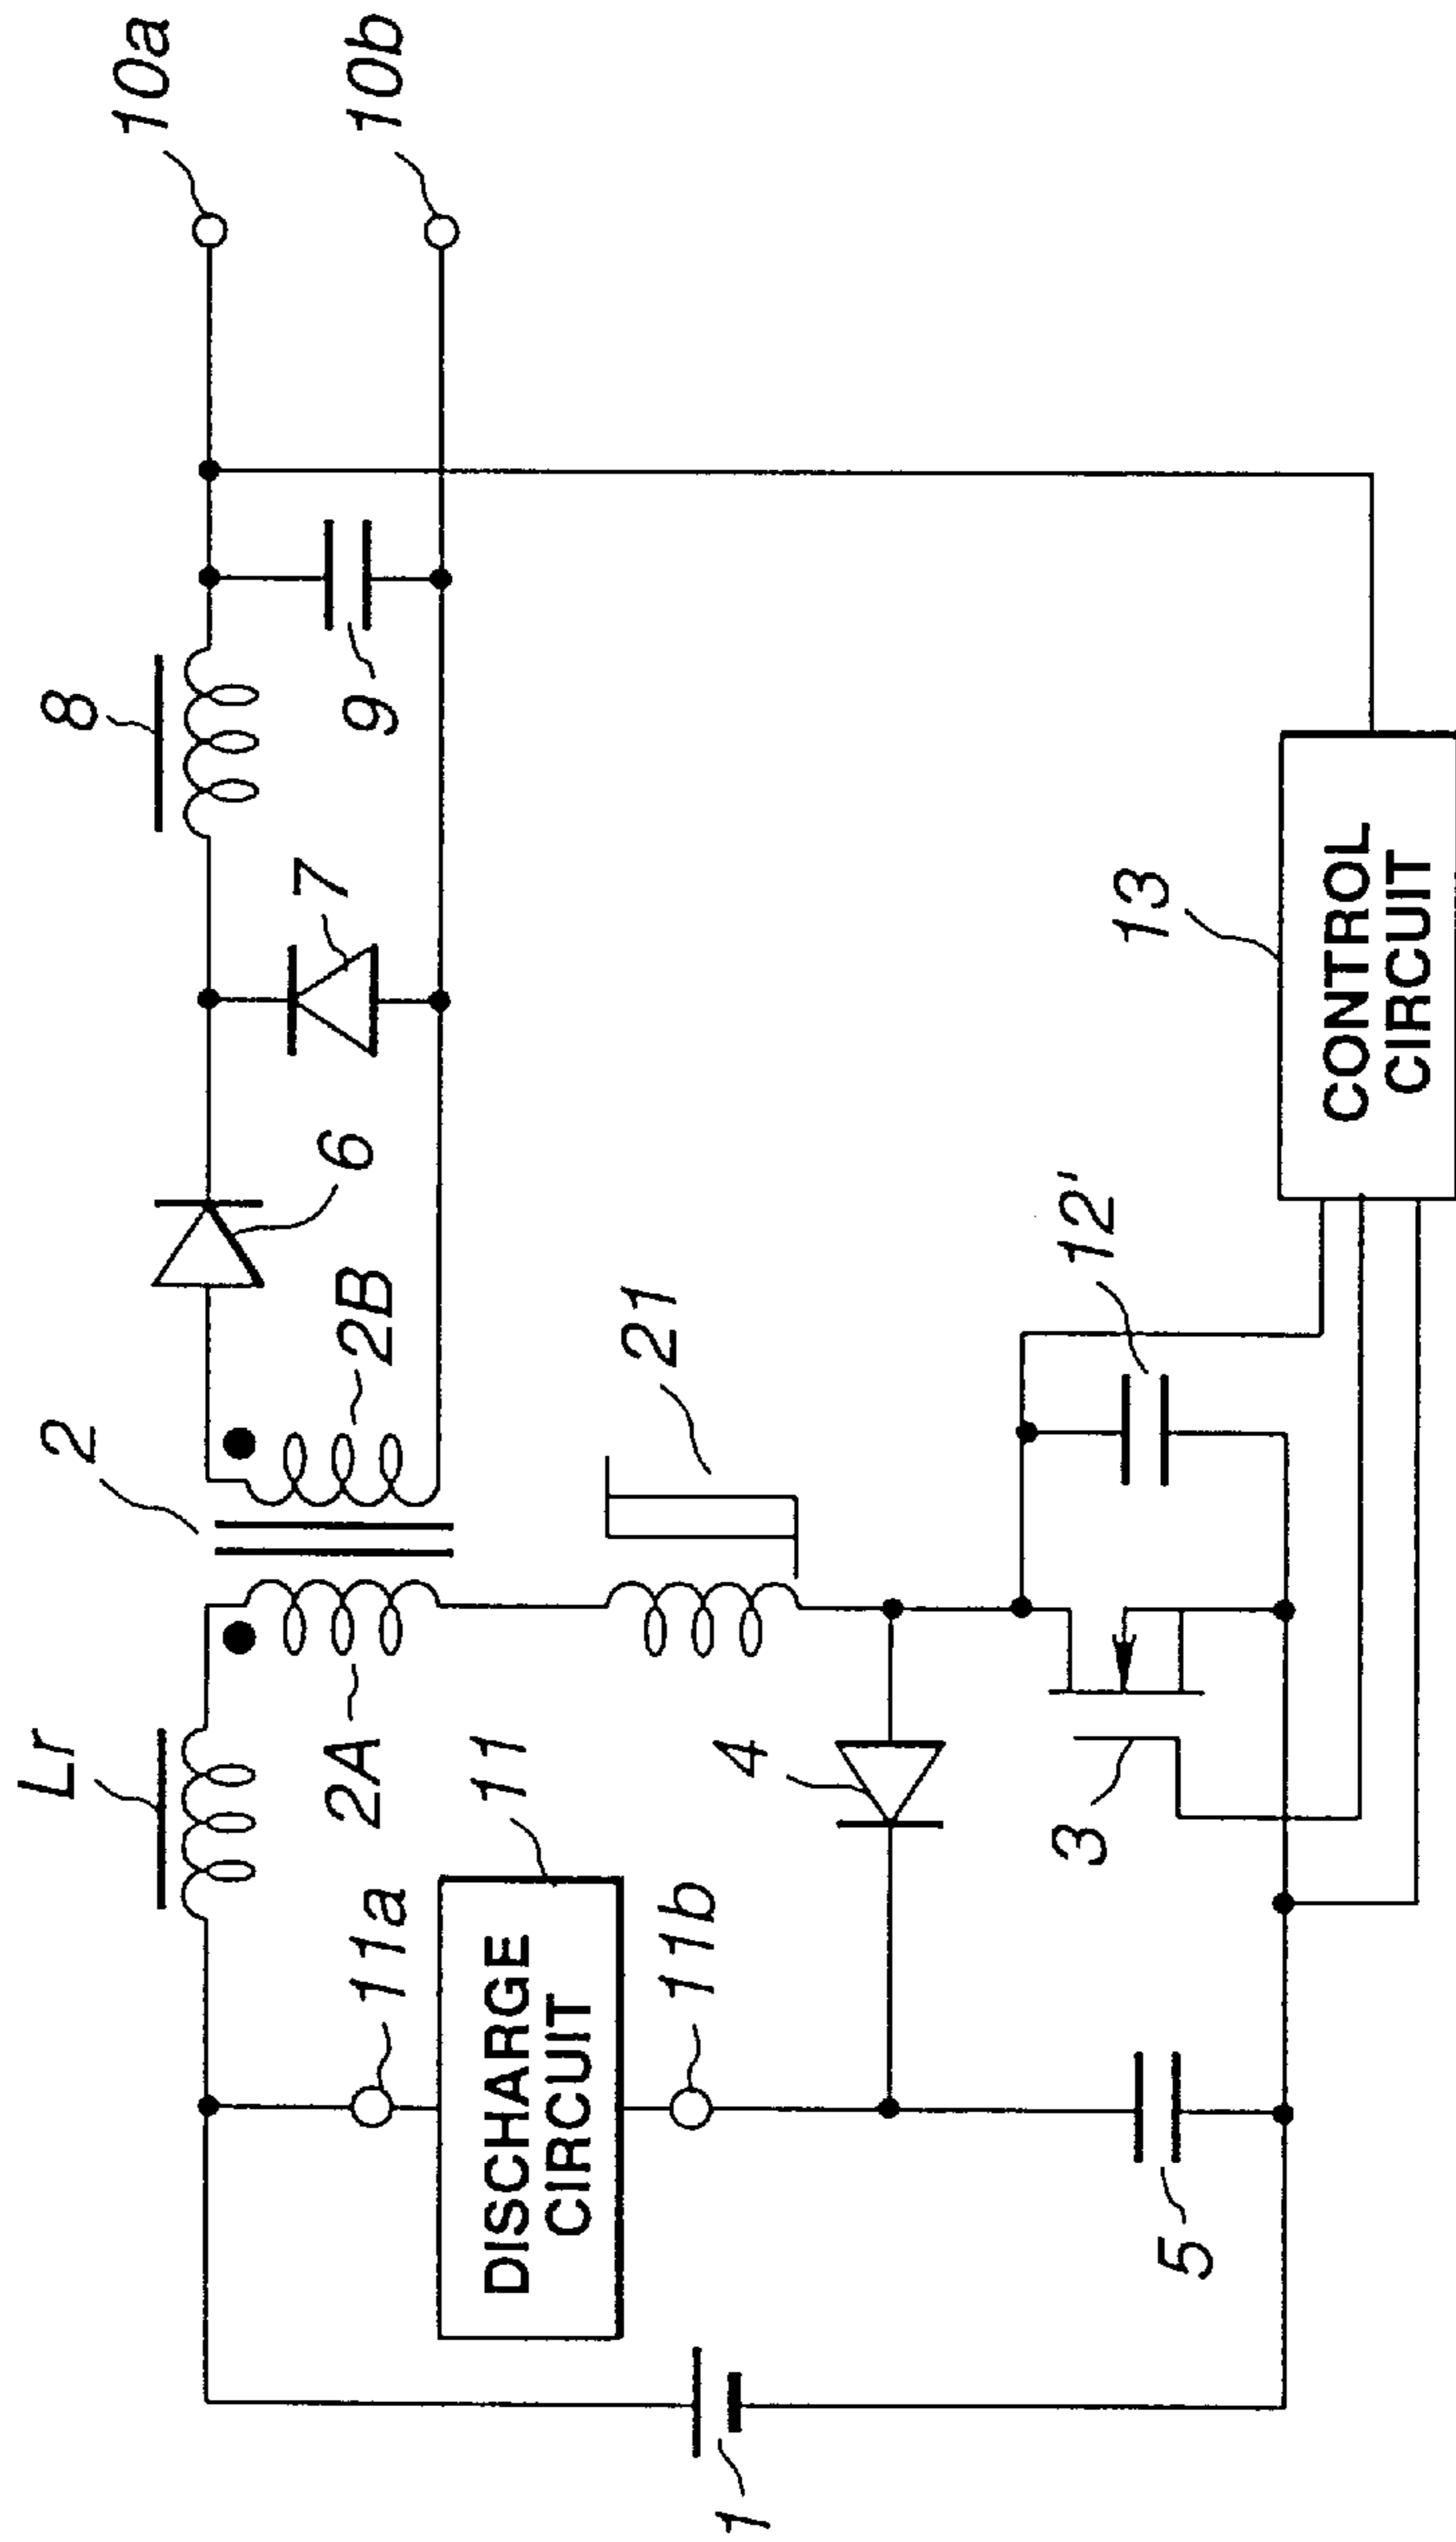 Lr
2
8
10a
2A
2B
6
7
9
10b
11a
DISCHARGE
CIRCUIT
11
21
11b
4
1
5
3
12'
13
CONTROL
CIRCUIT